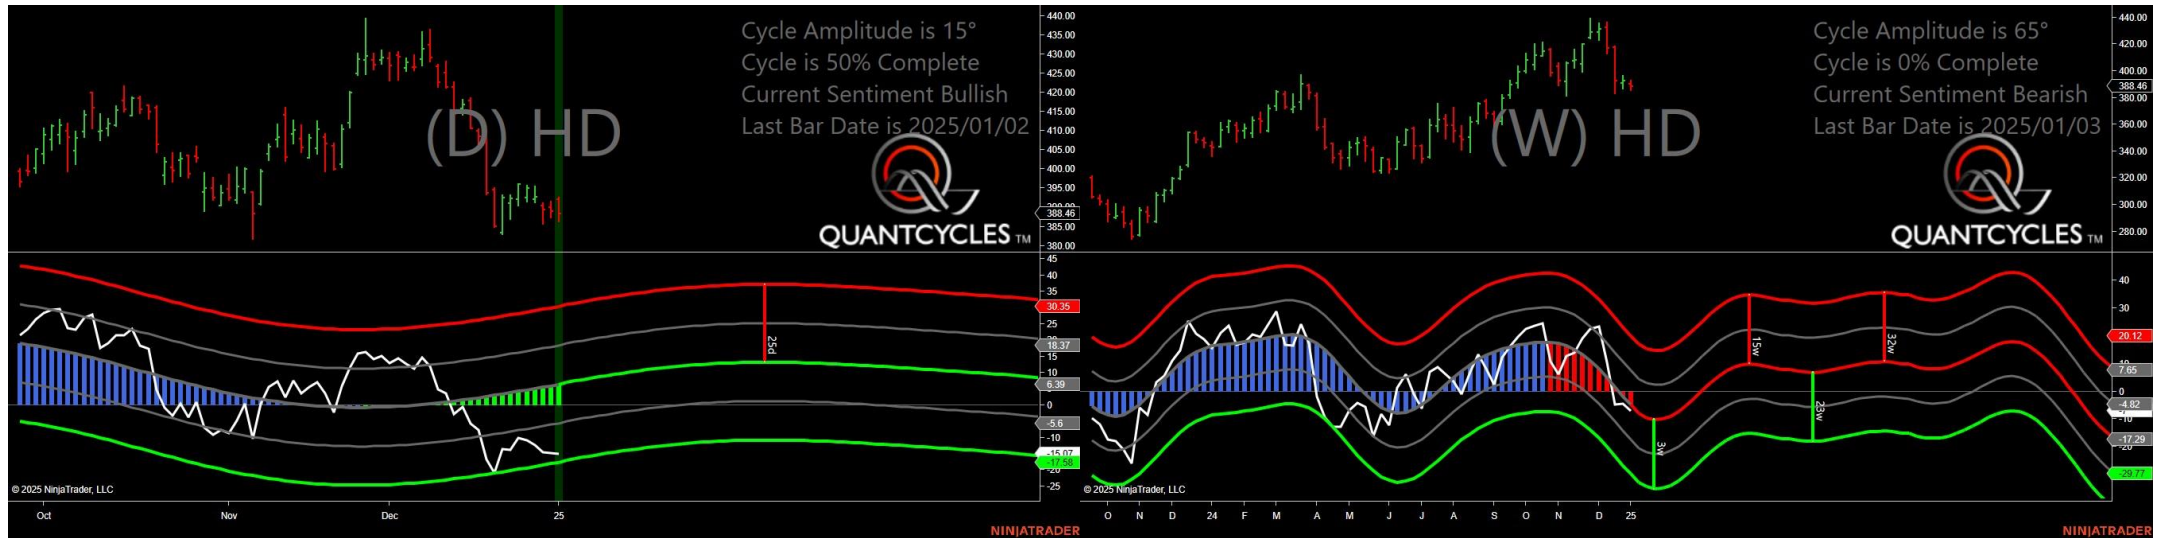 Cycle Amplitude is 15°
Cycle is 50% Complete
Current Sentiment Bullish
Last Bar Date is 2025/01/02
(D) HD
QUANTCYCLES TM
440.00
435.00
430.00
425.00
420.00
415.00
410.00
405.00
400.00
395.00
388.46
385.00
380.00
45
40
35
30.35
25
18.37
15
10
6.39
0
-5.6
-10
-15.07
-17.58
-20
-25
25d
© 2025 NinjaTrader, LLC
Oct
Nov
Dec
25
NINJATRADER
Cycle Amplitude is 65°
Cycle is 0% Complete
Current Sentiment Bearish
Last Bar Date is 2025/01/03
(W) HD
QUANTCYCLES TM
440.00
420.00
400.00
388.46
380.00
360.00
340.00
320.00
300.00
280.00
40
30
20.12
10
7.65
0
-4.82
-10
-17.29
-20
-29.77
15w
32w
23w
3w
© 2025 NinjaTrader, LLC
O N D 24 F M A M J J A S O N D 25
NINJATRADER